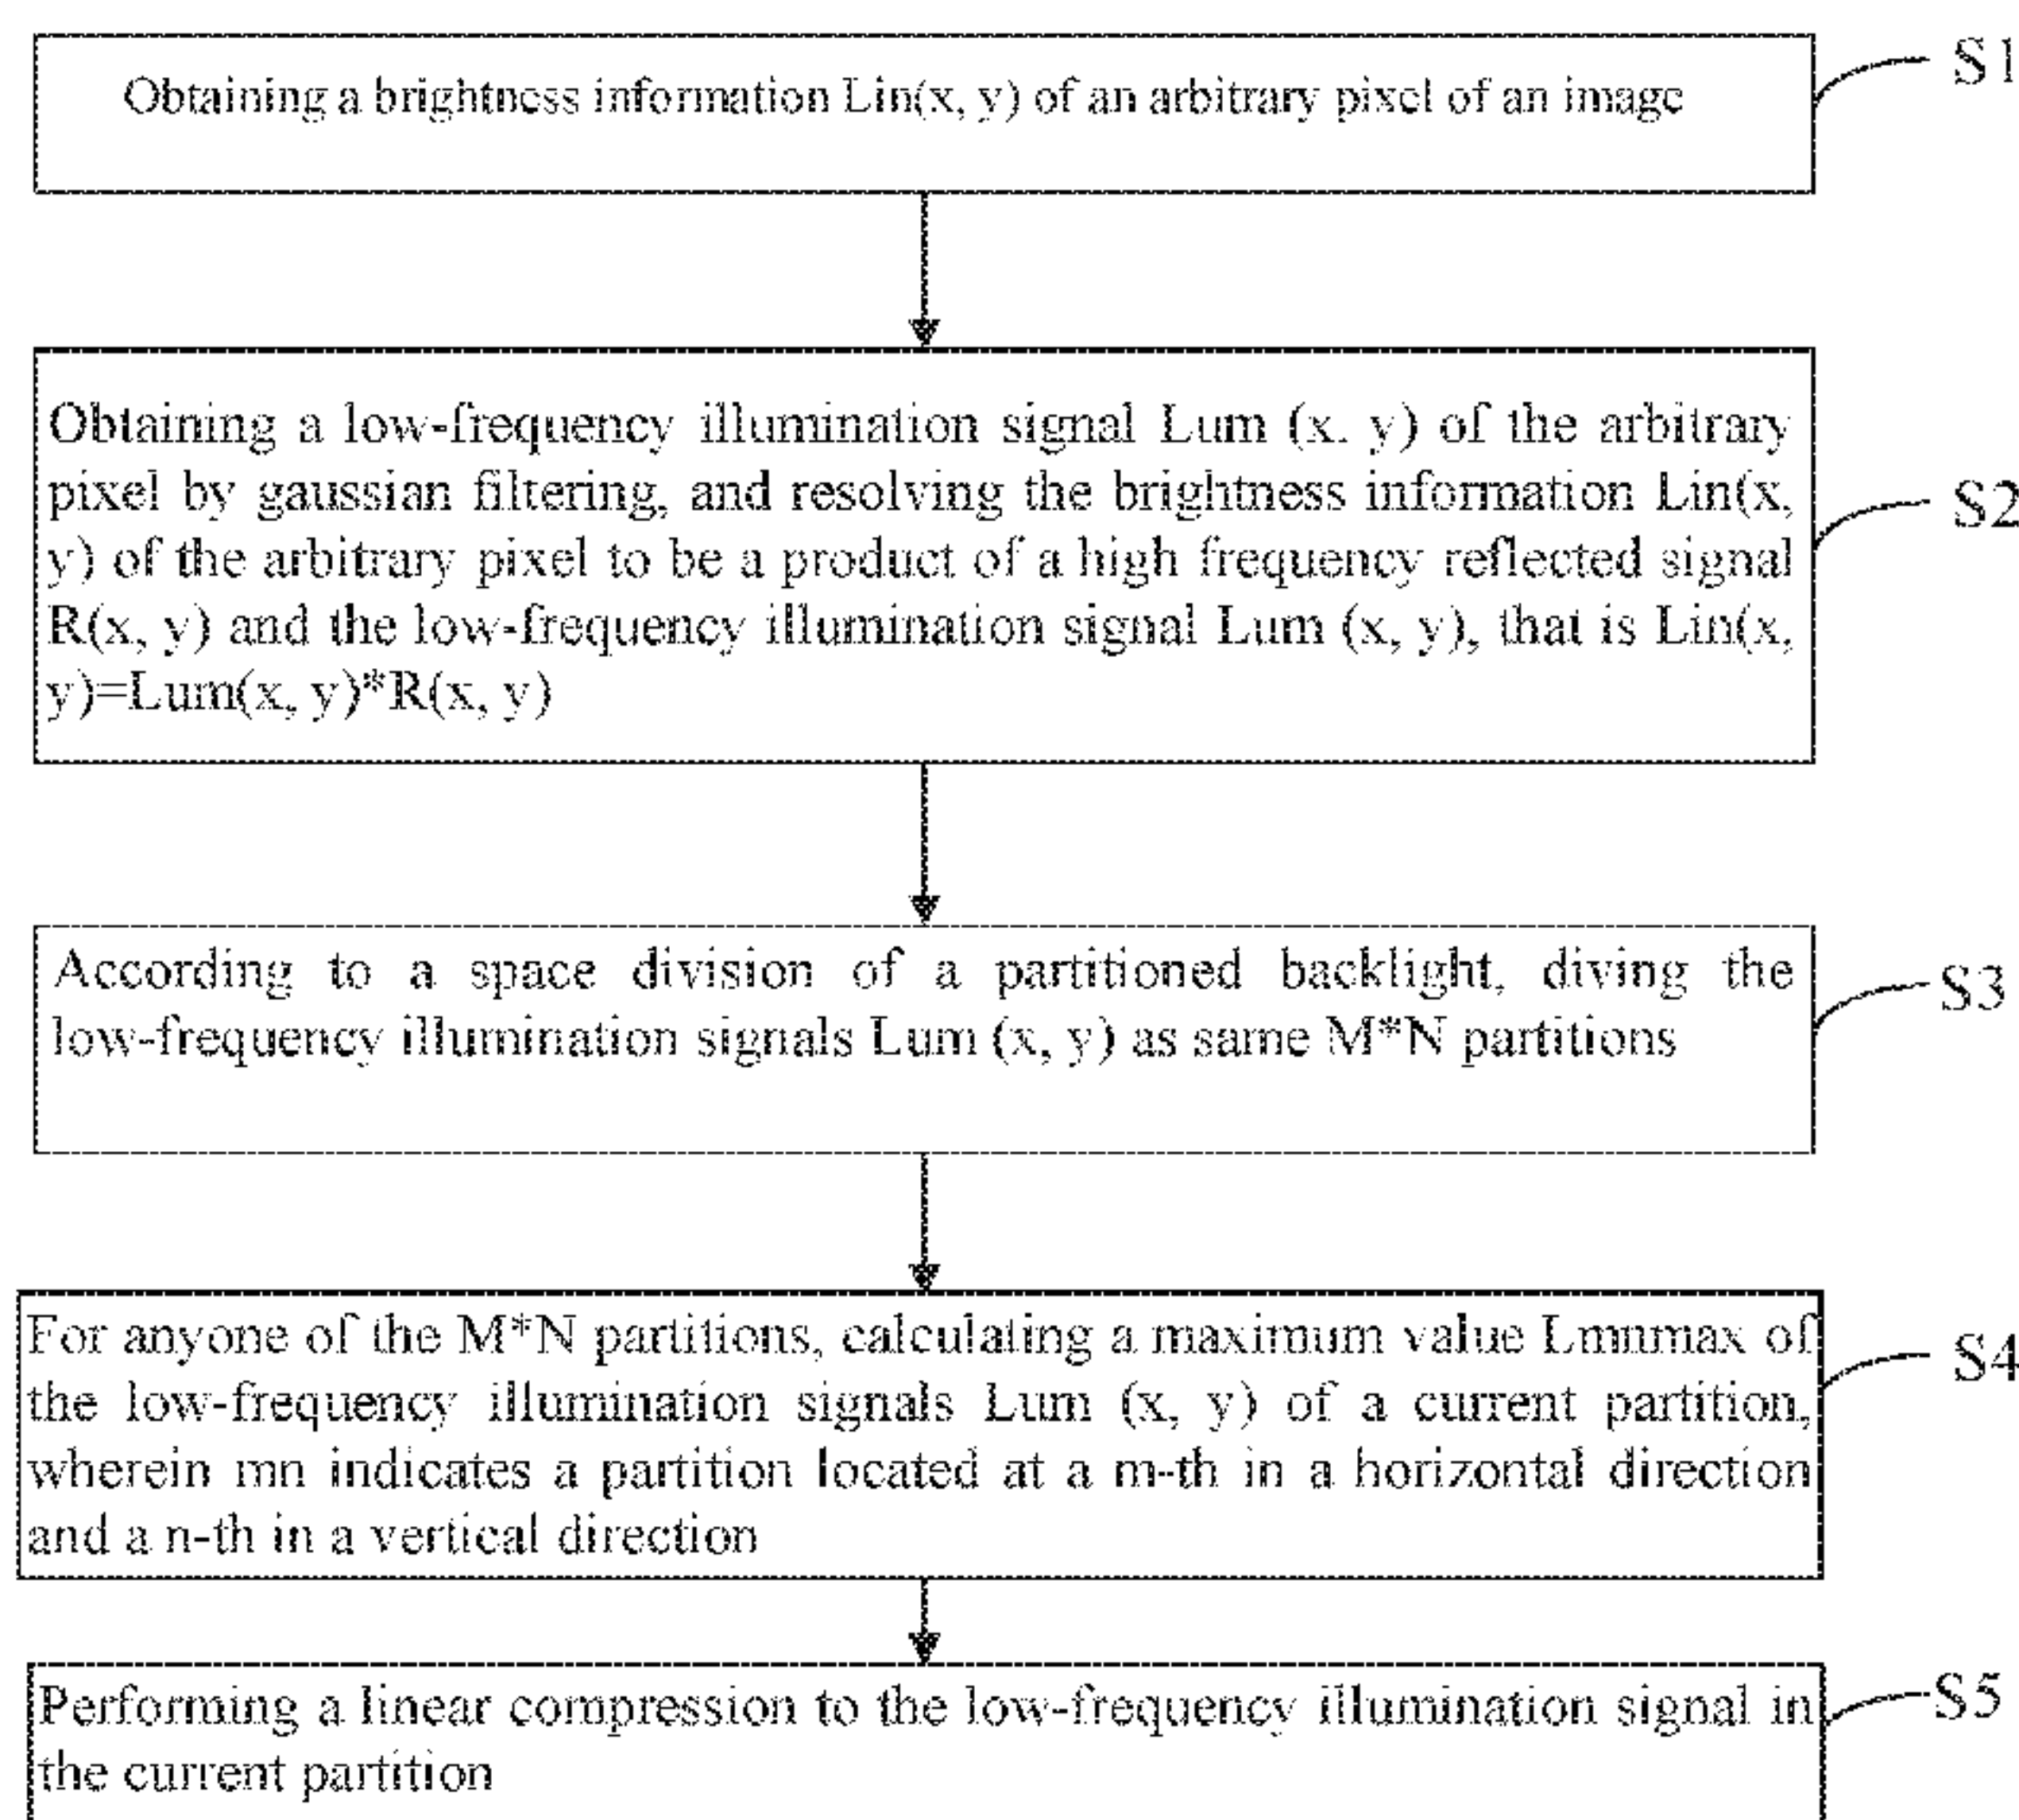 Obtaining a brightness information Lin(x, y) of an arbitrary pixel of an image
S1
Obtaining a low-frequency illumination signal Lum (x. y) of the arbitrary
pixel by gaussian filtering, and resolving the brightness information Lin(x,
y) of the arbitrary pixel to be a product of a high frequency reflected signal
R(x, y) and the low-frequency illumination signal Lum (x, y), that is Lin(x,
y)=Lum(x, y)*R(x, y)
S2
According to a space division of a partitioned backlight, diving the
low-frequency illumination signals Lum (x, y) as same M*N partitions
S3
For anyone of the M*N partitions, calculating a maximum value Lmnmax of
the low-frequency illumination signals Lum (x, y) of a current partition,
wherein mn indicates a partition located at a m-th in a horizontal direction
and a n-th in a vertical direction
S4
Performing a linear compression to the low-frequency illumination signal in
the current partition
S5